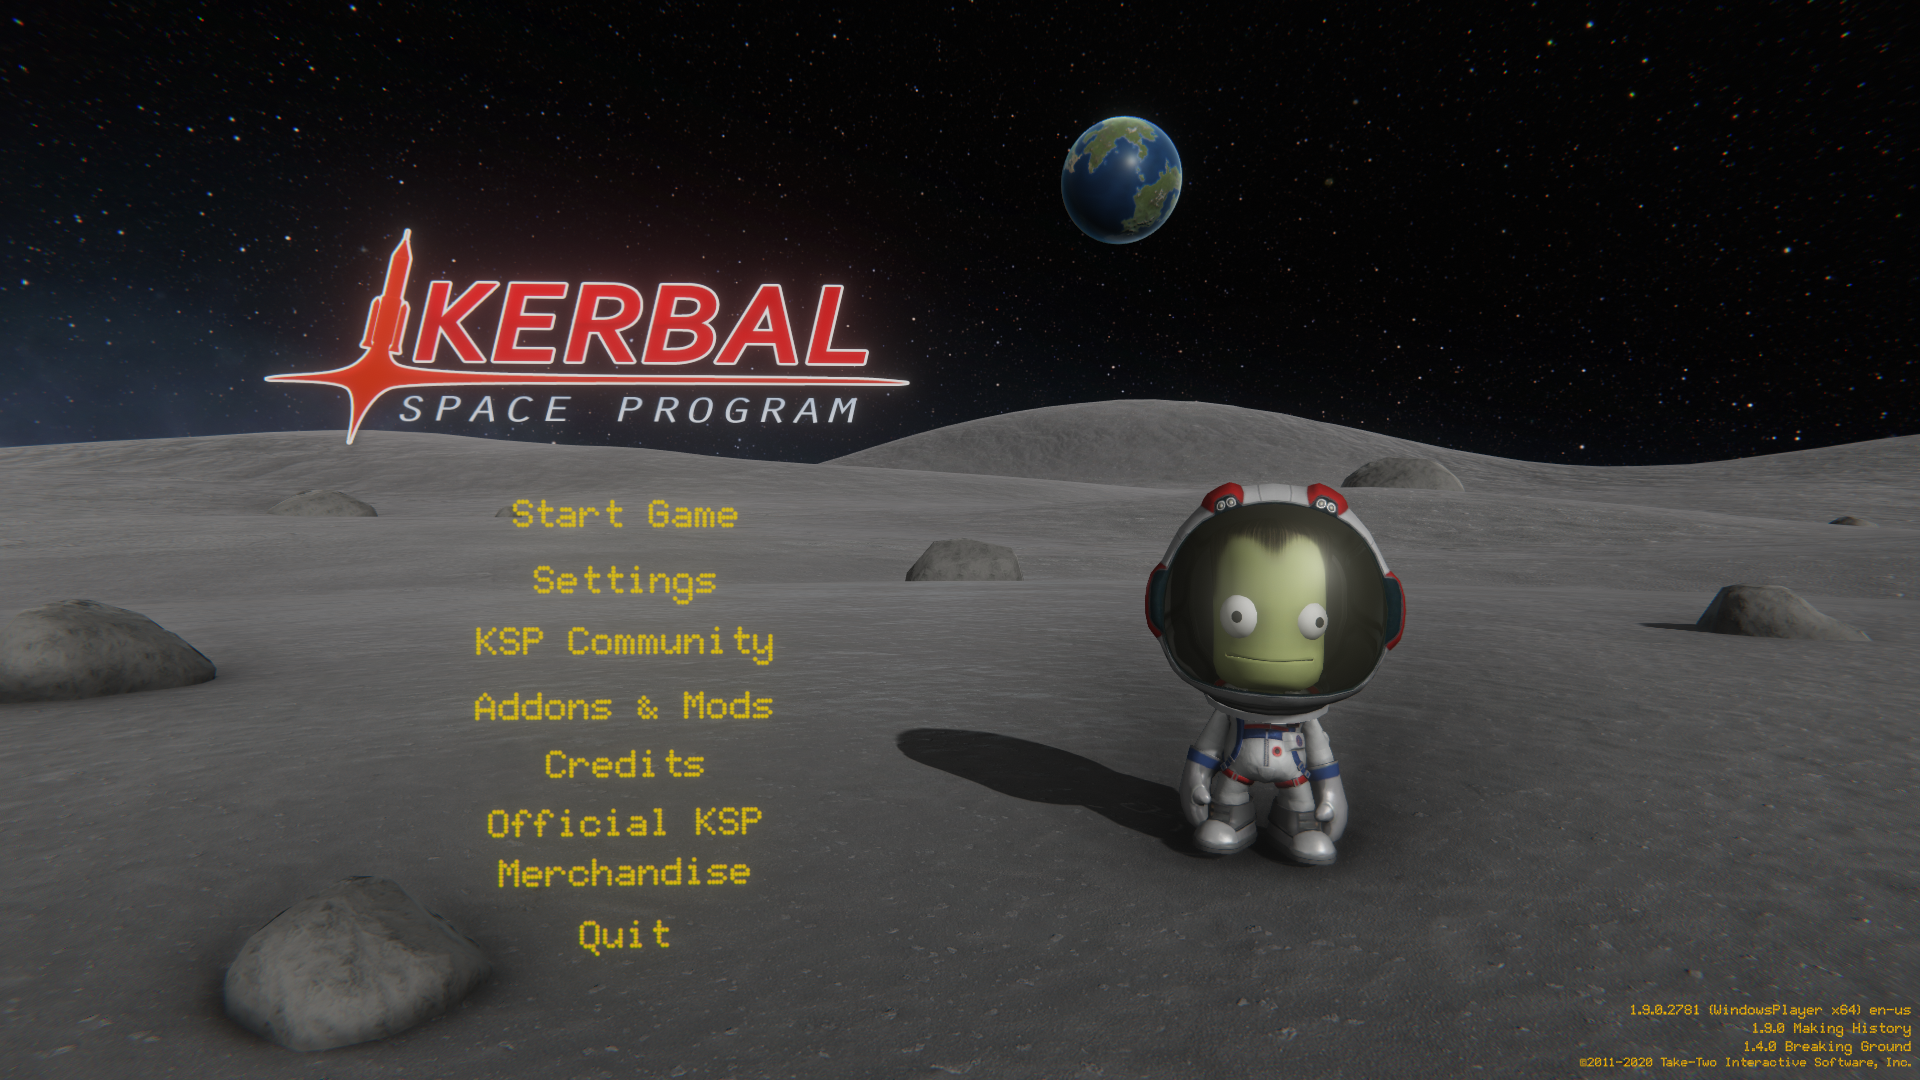 KERBAL
SPACE PROGRAM
Start Game
Settings
KSP Community
Addons & Mods
Credits
Official KSP
Merchandise
Quit
1.9.0.2781 (WindowsPlayer x64) en-us
1.9.0 Making History
1.4.0 Breaking Ground
©2011-2020 Take-Two Interactive Software, Inc.